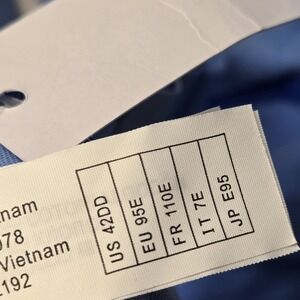 nam
078
Vietnam
192
US 42DD
EU 95E
FR 110E
IT 7E
JP E95